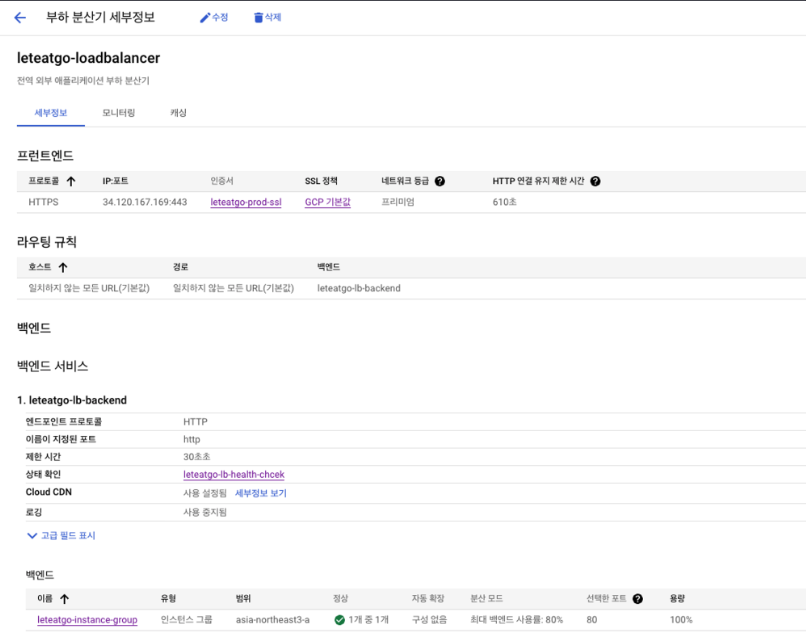 부하 분산기 세부정보 수정 삭제
leteatgo-loadbalancer
전역 외부 애플리케이션 부하 분산기
세부정보 모니터링 캐싱
프런트엔드
프로토콜 IP:포트 인증서 SSL 정책 네트워크 등급 HTTP 연결 유지 제한 시간
HTTPS 34.120.167.169:443 leteatgo-prod-ssl GCP 기본값 프리미엄 610초
라우팅 규칙
호스트 경로 백엔드
일치하지 않는 모든 URL(기본값) 일치하지 않는 모든 URL(기본값) leteatgo-lb-backend
백엔드
백엔드 서비스
1. leteatgo-lb-backend
엔드포인트 프로토콜 HTTP
이름이 지정된 포트 http
제한 시간 30초초
상태 확인 leteatgo-lb-health-chcek
Cloud CDN 사용 설정됨 세부정보 보기
로깅 사용 중지됨
고급 필드 표시
백엔드
이름 유형 범위 정상 자동 확장 분산 모드 선택한 포트 용량
leteatgo-instance-group 인스턴스 그룹 asia-northeast3-a 1개 중 1개 구성 없음 최대 백엔드 사용률: 80% 80 100%